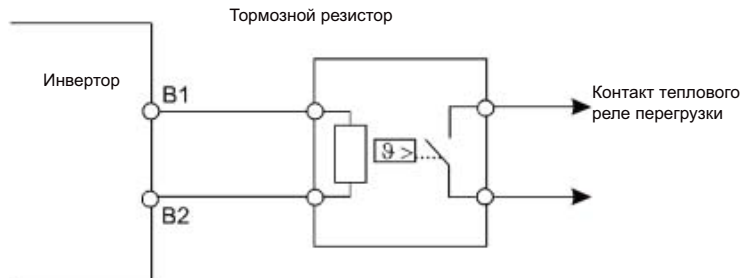 Тормозной резистор
Инвертор
B1
Контакт теплового
реле перегрузки
ϑ >
B2